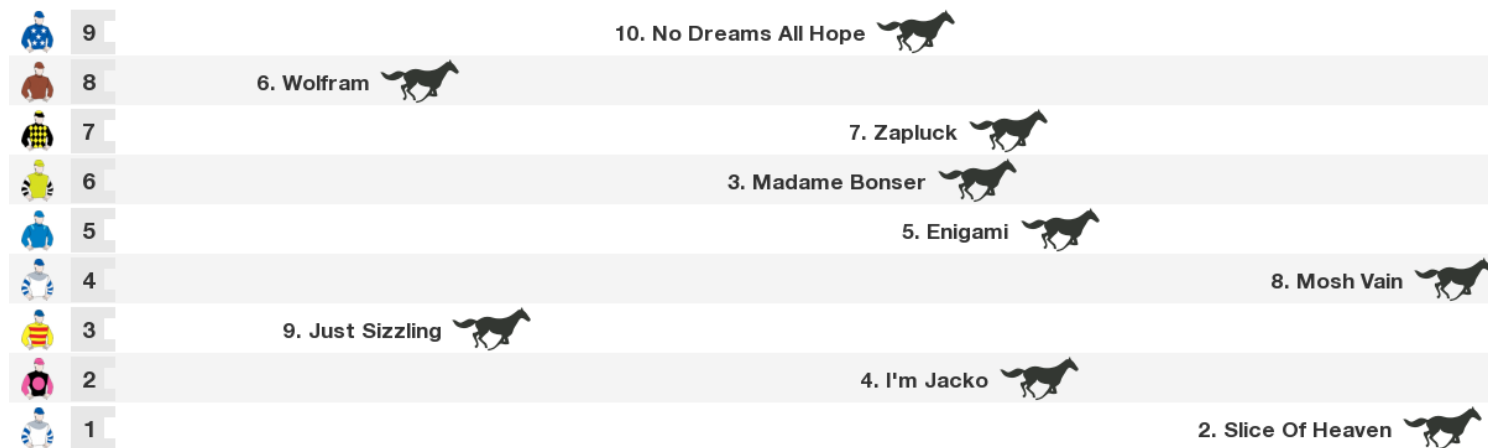 9 10. No Dreams All Hope
8 6. Wolfram
7 7. Zapluck
6 3. Madame Bonser
5 5. Enigami
4 8. Mosh Vain
3 9. Just Sizzling
2 4. I'm Jacko
1 2. Slice Of Heaven